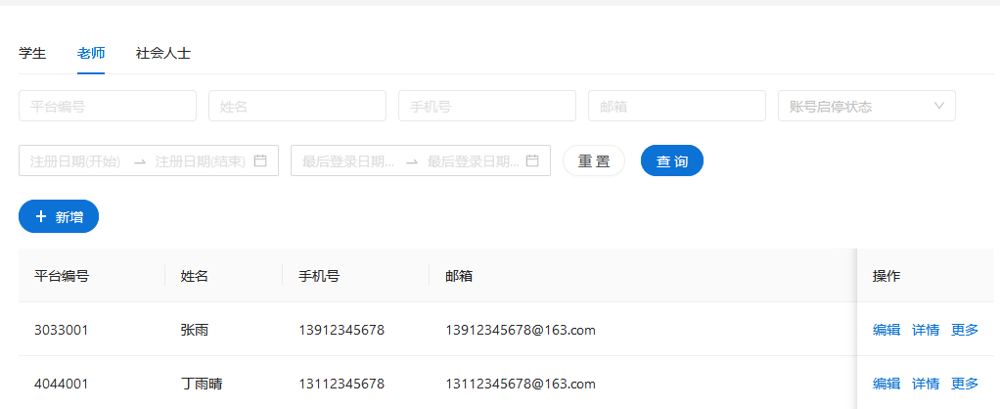 学生 老师 社会人士
平台编号 姓名 手机号 邮箱 账号启停状态
注册日期(开始) → 注册日期(结束) 最后登录日期... → 最后登录日期... 重 置 查 询
+ 新增
平台编号 姓名 手机号 邮箱 操作
3033001 张雨 13912345678 13912345678@163.com 编辑 详情 更多
4044001 丁雨晴 13112345678 13112345678@163.com 编辑 详情 更多